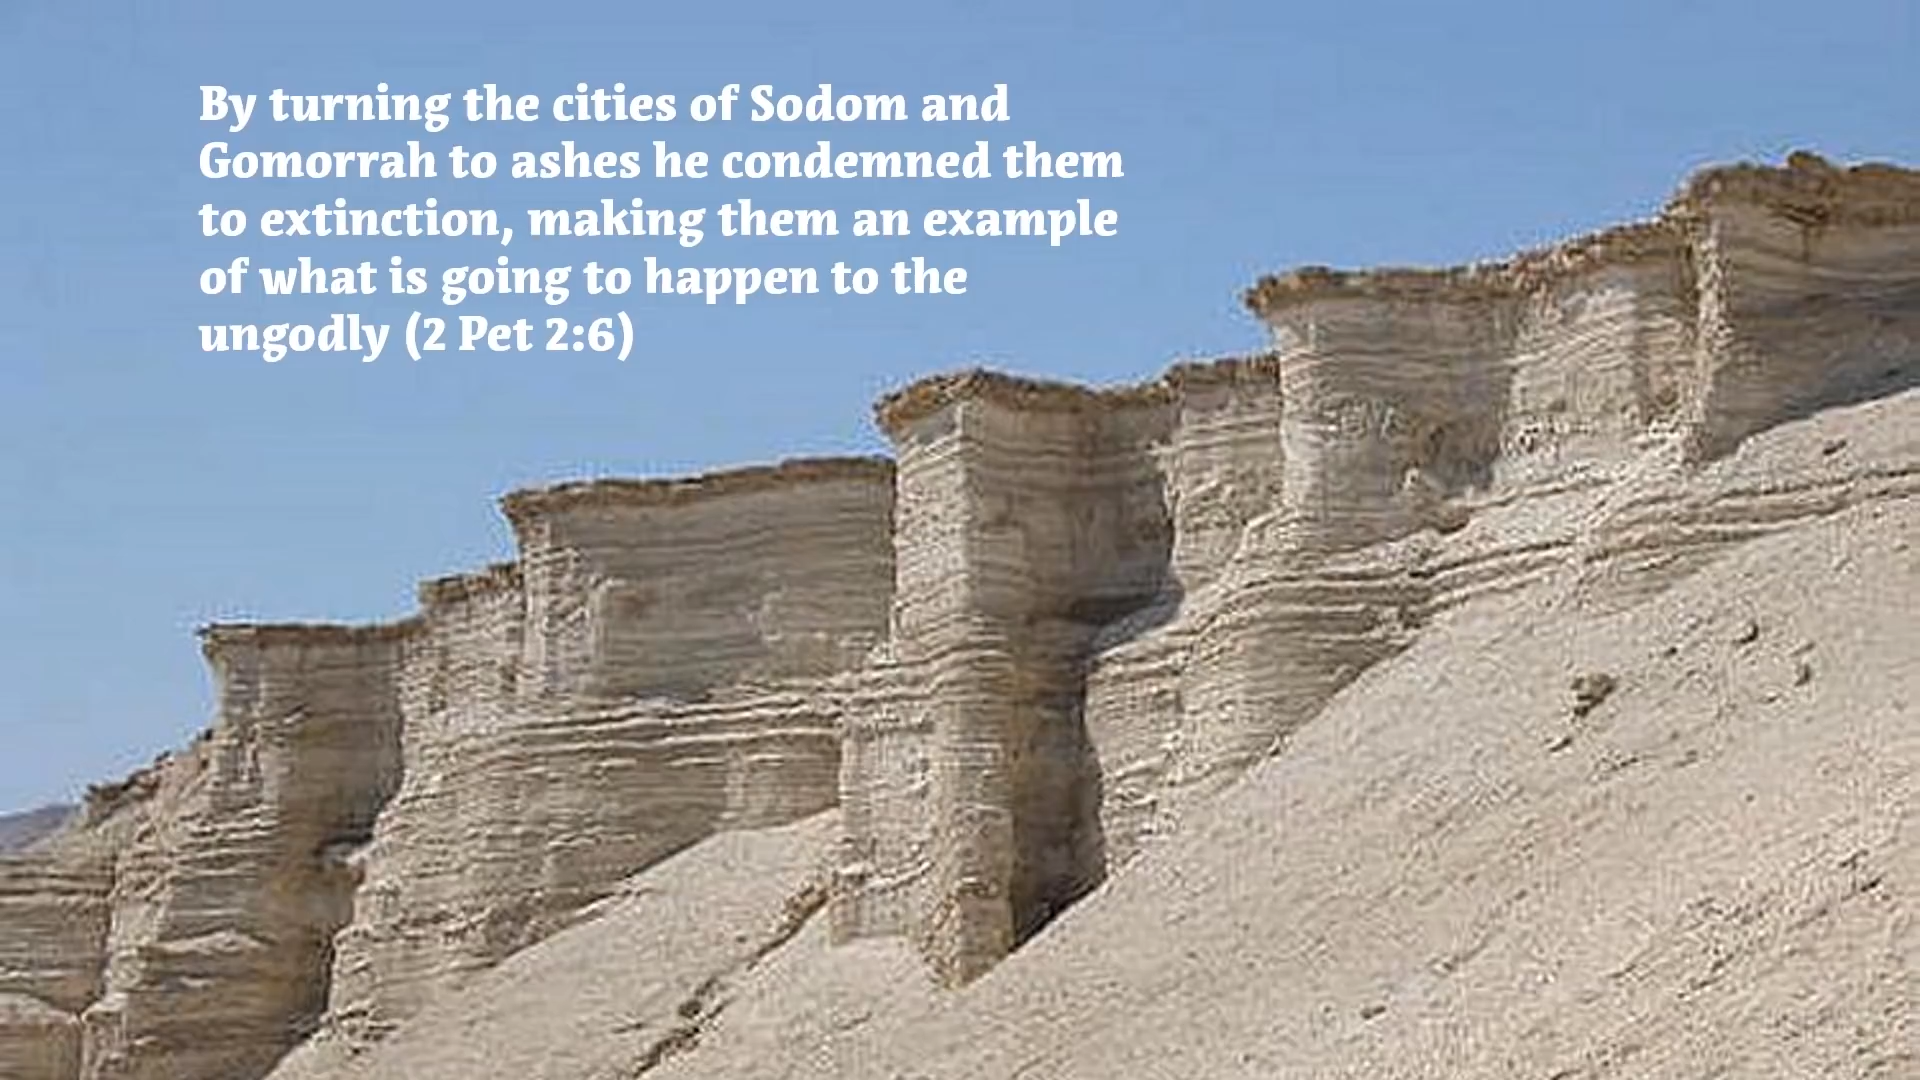 By turning the cities of Sodom and
Gomorrah to ashes he condemned them
to extinction, making them an example
of what is going to happen to the
ungodly (2 Pet 2:6)